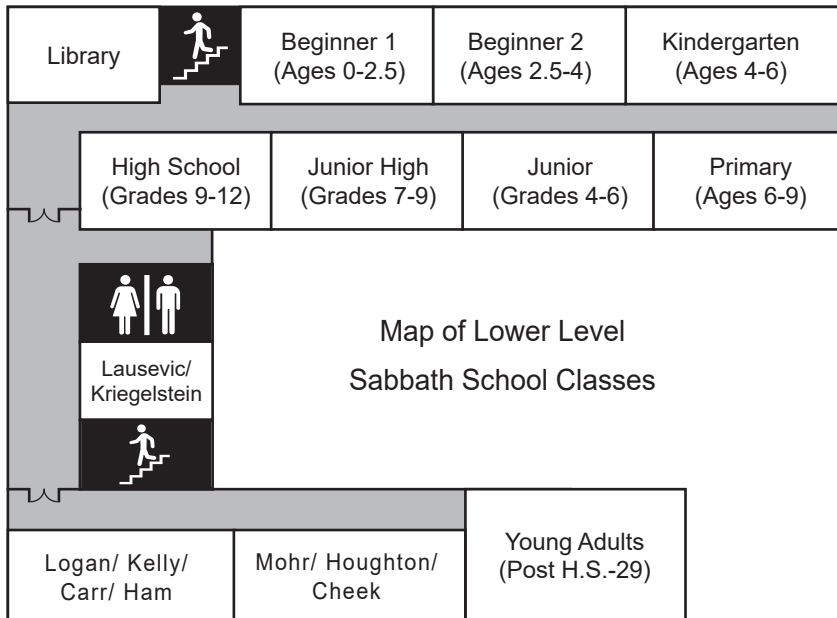 Library
Beginner 1
(Ages 0-2.5)
Beginner 2
(Ages 2.5-4)
Kindergarten
(Ages 4-6)
High School
(Grades 9-12)
Junior High
(Grades 7-9)
Junior
(Grades 4-6)
Primary
(Ages 6-9)
Map of Lower Level
Sabbath School Classes
Lausevic/
Kriegelstein
Logan/ Kelly/
Carr/ Ham
Mohr/ Houghton/
Cheek
Young Adults
(Post H.S.-29)